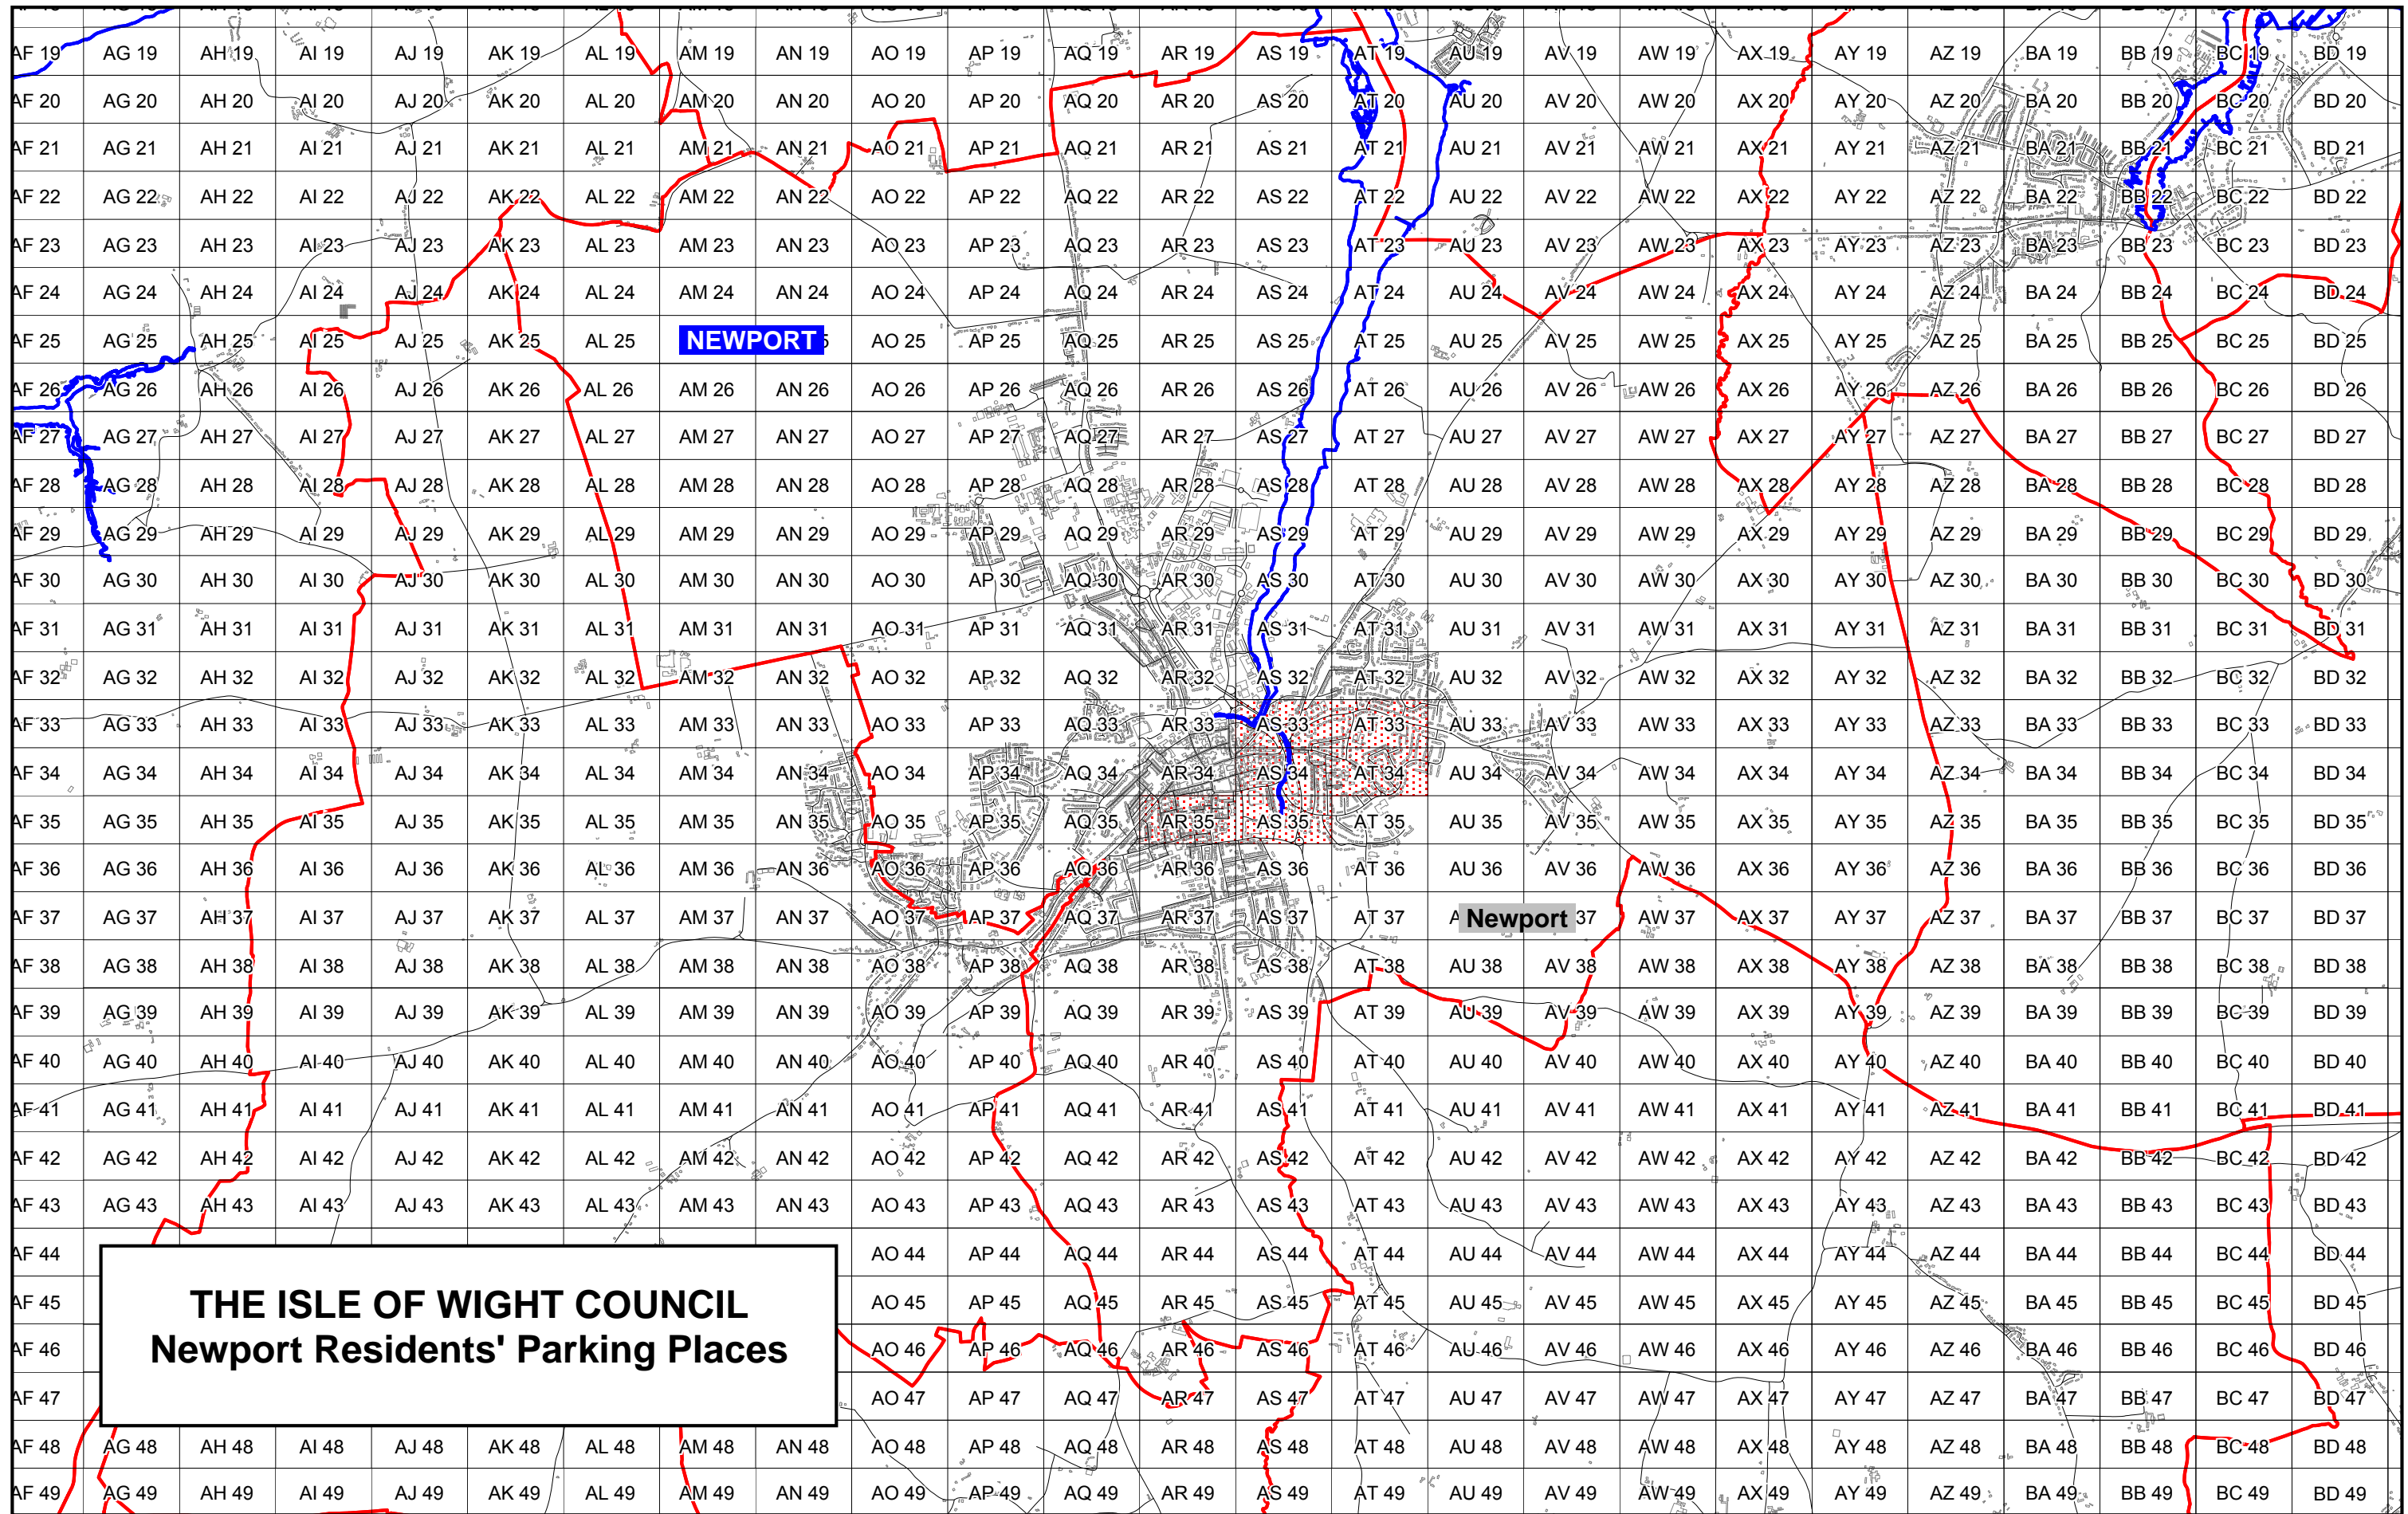 AF 19 AG 19 AH 19 AI 19 AJ 19 AK 19 AL 19 AM 19 AN 19 AO 19 AP 19 AQ 19 AR 19 AS 19 AT 19 AU 19 AV 19 AW 19 AX 19 AY 19 AZ 19 BA 19 BB 19 BC 19 BD 19
AF 20 AG 20 AH 20 AI 20 AJ 20 AK 20 AL 20 AM 20 AN 20 AO 20 AP 20 AQ 20 AR 20 AS 20 AT 20 AU 20 AV 20 AW 20 AX 20 AY 20 AZ 20 BA 20 BB 20 BC 20 BD 20
AF 21 AG 21 AH 21 AI 21 AJ 21 AK 21 AL 21 AM 21 AN 21 AO 21 AP 21 AQ 21 AR 21 AS 21 AT 21 AU 21 AV 21 AW 21 AX 21 AY 21 AZ 21 BA 21 BB 21 BC 21 BD 21
AF 22 AG 22 AH 22 AI 22 AJ 22 AK 22 AL 22 AM 22 AN 22 AO 22 AP 22 AQ 22 AR 22 AS 22 AT 22 AU 22 AV 22 AW 22 AX 22 AY 22 AZ 22 BA 22 BB 22 BC 22 BD 22
AF 23 AG 23 AH 23 AI 23 AJ 23 AK 23 AL 23 AM 23 AN 23 AO 23 AP 23 AQ 23 AR 23 AS 23 AT 23 AU 23 AV 23 AW 23 AX 23 AY 23 AZ 23 BA 23 BB 23 BC 23 BD 23
AF 24 AG 24 AH 24 AI 24 AJ 24 AK 24 AL 24 AM 24 AN 24 AO 24 AP 24 AQ 24 AR 24 AS 24 AT 24 AU 24 AV 24 AW 24 AX 24 AY 24 AZ 24 BA 24 BB 24 BC 24 BD 24
AF 25 AG 25 AH 25 AI 25 AJ 25 AK 25 AL 25 NEWPORT AO 25 AP 25 AQ 25 AR 25 AS 25 AT 25 AU 25 AV 25 AW 25 AX 25 AY 25 AZ 25 BA 25 BB 25 BC 25 BD 25
AF 26 AG 26 AH 26 AI 26 AJ 26 AK 26 AL 26 AM 26 AN 26 AO 26 AP 26 AQ 26 AR 26 AS 26 AT 26 AU 26 AV 26 AW 26 AX 26 AY 26 AZ 26 BA 26 BB 26 BC 26 BD 26
AF 27 AG 27 AH 27 AI 27 AJ 27 AK 27 AL 27 AM 27 AN 27 AO 27 AP 27 AQ 27 AR 27 AS 27 AT 27 AU 27 AV 27 AW 27 AX 27 AY 27 AZ 27 BA 27 BB 27 BC 27 BD 27
AF 28 AG 28 AH 28 AI 28 AJ 28 AK 28 AL 28 AM 28 AN 28 AO 28 AP 28 AQ 28 AR 28 AS 28 AT 28 AU 28 AV 28 AW 28 AX 28 AY 28 AZ 28 BA 28 BB 28 BC 28 BD 28
AF 29 AG 29 AH 29 AI 29 AJ 29 AK 29 AL 29 AM 29 AN 29 AO 29 AP 29 AQ 29 AR 29 AS 29 AT 29 AU 29 AV 29 AW 29 AX 29 AY 29 AZ 29 BA 29 BB 29 BC 29 BD 29
AF 30 AG 30 AH 30 AI 30 AJ 30 AK 30 AL 30 AM 30 AN 30 AO 30 AP 30 AQ 30 AR 30 AS 30 AT 30 AU 30 AV 30 AW 30 AX 30 AY 30 AZ 30 BA 30 BB 30 BC 30 BD 30
AF 31 AG 31 AH 31 AI 31 AJ 31 AK 31 AL 31 AM 31 AN 31 AO 31 AP 31 AQ 31 AR 31 AS 31 AT 31 AU 31 AV 31 AW 31 AX 31 AY 31 AZ 31 BA 31 BB 31 BC 31 BD 31
AF 32 AG 32 AH 32 AI 32 AJ 32 AK 32 AL 32 AM 32 AN 32 AO 32 AP 32 AQ 32 AR 32 AS 32 AT 32 AU 32 AV 32 AW 32 AX 32 AY 32 AZ 32 BA 32 BB 32 BC 32 BD 32
AF 33 AG 33 AH 33 AI 33 AJ 33 AK 33 AL 33 AM 33 AN 33 AO 33 AP 33 AQ 33 AR 33 AS 33 AT 33 AU 33 AV 33 AW 33 AX 33 AY 33 AZ 33 BA 33 BB 33 BC 33 BD 33
AF 34 AG 34 AH 34 AI 34 AJ 34 AK 34 AL 34 AM 34 AN 34 AO 34 AP 34 AQ 34 AR 34 AS 34 AT 34 AU 34 AV 34 AW 34 AX 34 AY 34 AZ 34 BA 34 BB 34 BC 34 BD 34
AF 35 AG 35 AH 35 AI 35 AJ 35 AK 35 AL 35 AM 35 AN 35 AO 35 AP 35 AQ 35 AR 35 AS 35 AT 35 AU 35 AV 35 AW 35 AX 35 AY 35 AZ 35 BA 35 BB 35 BC 35 BD 35
AF 36 AG 36 AH 36 AI 36 AJ 36 AK 36 AL 36 AM 36 AN 36 AO 36 AP 36 AQ 36 AR 36 AS 36 AT 36 AU 36 AV 36 AW 36 AX 36 AY 36 AZ 36 BA 36 BB 36 BC 36 BD 36
AF 37 AG 37 AH 37 AI 37 AJ 37 AK 37 AL 37 AM 37 AN 37 AO 37 AP 37 AQ 37 AR 37 AS 37 AT 37 Newport 37 AW 37 AX 37 AY 37 AZ 37 BA 37 BB 37 BC 37 BD 37
AF 38 AG 38 AH 38 AI 38 AJ 38 AK 38 AL 38 AM 38 AN 38 AO 38 AP 38 AQ 38 AR 38 AS 38 AT 38 AU 38 AV 38 AW 38 AX 38 AY 38 AZ 38 BA 38 BB 38 BC 38 BD 38
AF 39 AG 39 AH 39 AI 39 AJ 39 AK 39 AL 39 AM 39 AN 39 AO 39 AP 39 AQ 39 AR 39 AS 39 AT 39 AU 39 AV 39 AW 39 AX 39 AY 39 AZ 39 BA 39 BB 39 BC 39 BD 39
AF 40 AG 40 AH 40 AI 40 AJ 40 AK 40 AL 40 AM 40 AN 40 AO 40 AP 40 AQ 40 AR 40 AS 40 AT 40 AU 40 AV 40 AW 40 AX 40 AY 40 AZ 40 BA 40 BB 40 BC 40 BD 40
AF 41 AG 41 AH 41 AI 41 AJ 41 AK 41 AL 41 AM 41 AN 41 AO 41 AP 41 AQ 41 AR 41 AS 41 AT 41 AU 41 AV 41 AW 41 AX 41 AY 41 AZ 41 BA 41 BB 41 BC 41 BD 41
AF 42 AG 42 AH 42 AI 42 AJ 42 AK 42 AL 42 AM 42 AN 42 AO 42 AP 42 AQ 42 AR 42 AS 42 AT 42 AU 42 AV 42 AW 42 AX 42 AY 42 AZ 42 BA 42 BB 42 BC 42 BD 42
AF 43 AG 43 AH 43 AI 43 AJ 43 AK 43 AL 43 AM 43 AN 43 AO 43 AP 43 AQ 43 AR 43 AS 43 AT 43 AU 43 AV 43 AW 43 AX 43 AY 43 AZ 43 BA 43 BB 43 BC 43 BD 43
AF 44 AO 44 AP 44 AQ 44 AR 44 AS 44 AT 44 AU 44 AV 44 AW 44 AX 44 AY 44 AZ 44 BA 44 BB 44 BC 44 BD 44
AF 45 AO 45 AP 45 AQ 45 AR 45 AS 45 AT 45 AU 45 AV 45 AW 45 AX 45 AY 45 AZ 45 BA 45 BB 45 BC 45 BD 45
AF 46 AO 46 AP 46 AQ 46 AR 46 AS 46 AT 46 AU 46 AV 46 AW 46 AX 46 AY 46 AZ 46 BA 46 BB 46 BC 46 BD 46
AF 47 AO 47 AP 47 AQ 47 AR 47 AS 47 AT 47 AU 47 AV 47 AW 47 AX 47 AY 47 AZ 47 BA 47 BB 47 BC 47 BD 47
THE ISLE OF WIGHT COUNCIL
Newport Residents' Parking Places
AF 48 AG 48 AH 48 AI 48 AJ 48 AK 48 AL 48 AM 48 AN 48 AO 48 AP 48 AQ 48 AR 48 AS 48 AT 48 AU 48 AV 48 AW 48 AX 48 AY 48 AZ 48 BA 48 BB 48 BC 48 BD 48
AF 49 AG 49 AH 49 AI 49 AJ 49 AK 49 AL 49 AM 49 AN 49 AO 49 AP 49 AQ 49 AR 49 AS 49 AT 49 AU 49 AV 49 AW 49 AX 49 AY 49 AZ 49 BA 49 BB 49 BC 49 BD 49